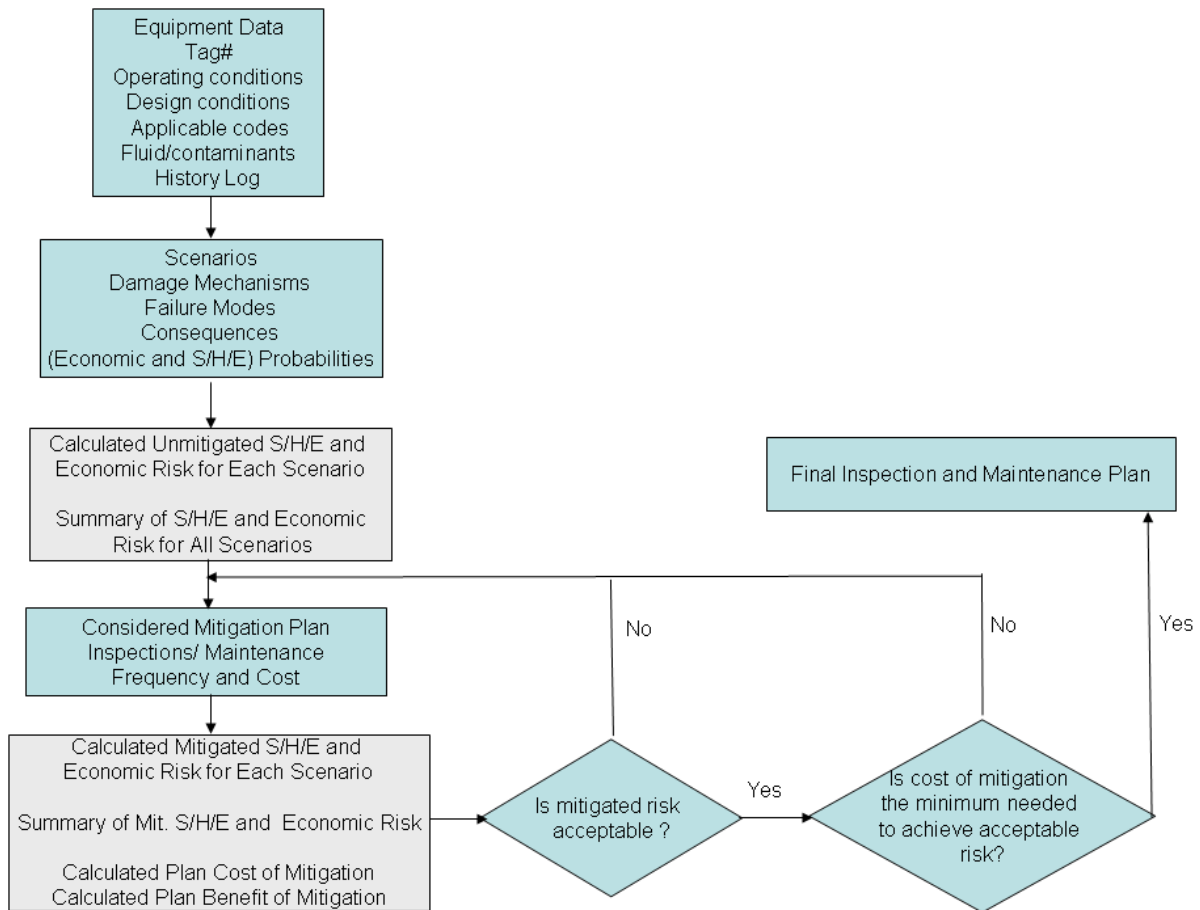 Equipment Data
Tag#
Operating conditions
Design conditions
Applicable codes
Fluid/contaminants
History Log
Scenarios
Damage Mechanisms
Failure Modes
Consequences
(Economic and S/H/E) Probabilities
Calculated Unmitigated S/H/E and
Economic Risk for Each Scenario
Summary of S/H/E and Economic
Risk for All Scenarios
Final Inspection and Maintenance Plan
No
No
Yes
Considered Mitigation Plan
Inspections/ Maintenance
Frequency and Cost
Calculated Mitigated S/H/E and
Economic Risk for Each Scenario
Summary of Mit. S/H/E and Economic Risk
Calculated Plan Cost of Mitigation
Calculated Plan Benefit of Mitigation
Is mitigated risk
acceptable ?
Yes
Is cost of mitigation
the minimum needed
to achieve acceptable
risk?